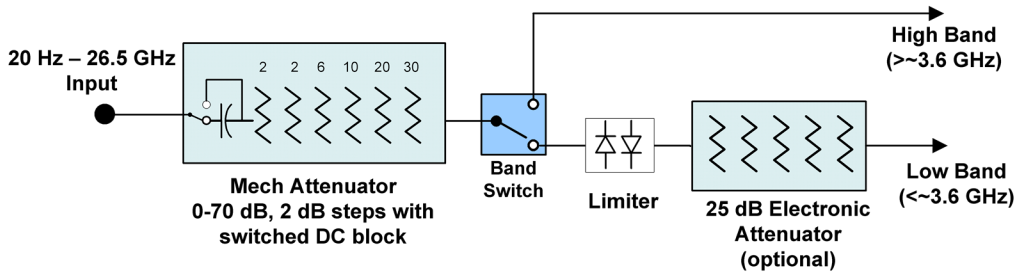 20 Hz – 26.5 GHz
Input
2 2 6 10 20 30
Mech Attenuator
0-70 dB, 2 dB steps with
switched DC block
Band
Switch
Limiter
25 dB Electronic
Attenuator
(optional)
High Band
(>~3.6 GHz)
Low Band
(<~3.6 GHz)